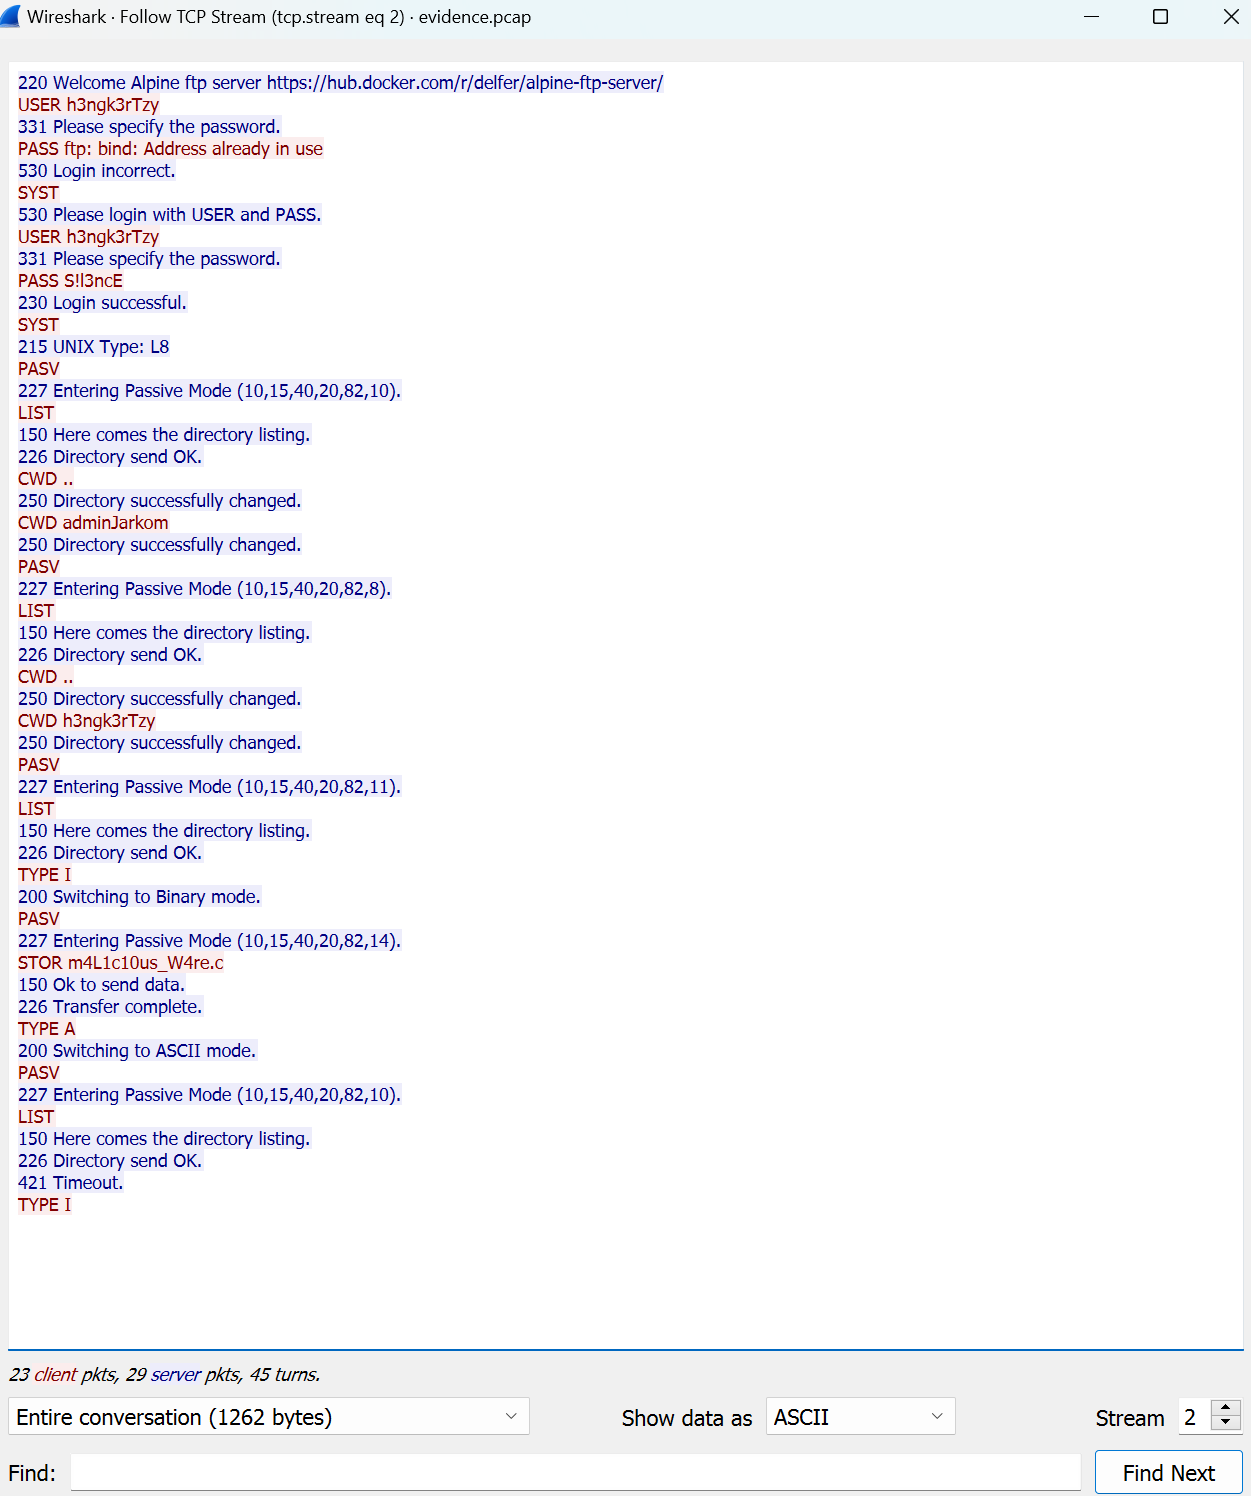 Wireshark · Follow TCP Stream (tcp.stream eq 2) · evidence.pcap
220 Welcome Alpine ftp server https://hub.docker.com/r/delfer/alpine-ftp-server/
USER h3ngk3rTzy
331 Please specify the password.
PASS ftp: bind: Address already in use
530 Login incorrect.
SYST
530 Please login with USER and PASS.
USER h3ngk3rTzy
331 Please specify the password.
PASS S!l3ncE
230 Login successful.
SYST
215 UNIX Type: L8
PASV
227 Entering Passive Mode (10,15,40,20,82,10).
LIST
150 Here comes the directory listing.
226 Directory send OK.
CWD ..
250 Directory successfully changed.
CWD adminJarkom
250 Directory successfully changed.
PASV
227 Entering Passive Mode (10,15,40,20,82,8).
LIST
150 Here comes the directory listing.
226 Directory send OK.
CWD ..
250 Directory successfully changed.
CWD h3ngk3rTzy
250 Directory successfully changed.
PASV
227 Entering Passive Mode (10,15,40,20,82,11).
LIST
150 Here comes the directory listing.
226 Directory send OK.
TYPE I
200 Switching to Binary mode.
PASV
227 Entering Passive Mode (10,15,40,20,82,14).
STOR m4L1c10us_W4re.c
150 Ok to send data.
226 Transfer complete.
TYPE A
200 Switching to ASCII mode.
PASV
227 Entering Passive Mode (10,15,40,20,82,10).
LIST
150 Here comes the directory listing.
226 Directory send OK.
421 Timeout.
TYPE I
23 client pkts, 29 server pkts, 45 turns.
Entire conversation (1262 bytes) Show data as ASCII Stream 2
Find: Find Next